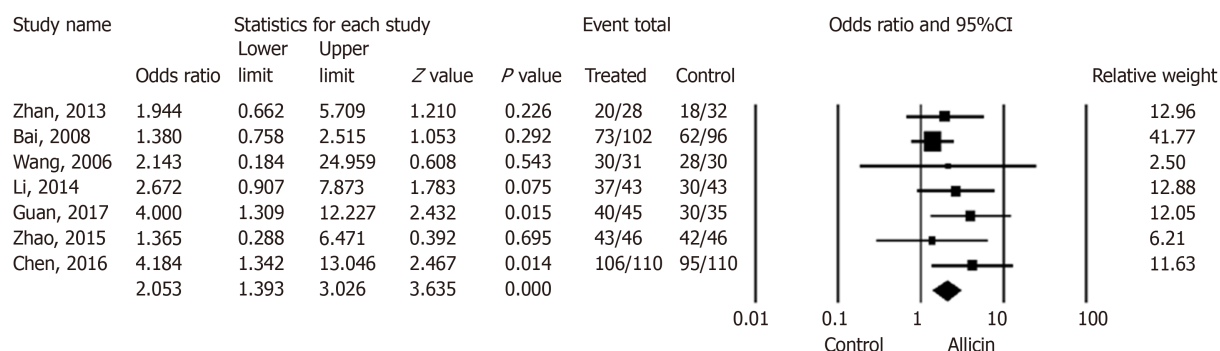 Study name Statistics for each study Event total Odds ratio and 95%CI
Lower Upper
Odds ratio limit limit Z value P value Treated Control Relative weight
Zhan, 2013 1.944 0.662 5.709 1.210 0.226 20/28 18/32 12.96
Bai, 2008 1.380 0.758 2.515 1.053 0.292 73/102 62/96 41.77
Wang, 2006 2.143 0.184 24.959 0.608 0.543 30/31 28/30 2.50
Li, 2014 2.672 0.907 7.873 1.783 0.075 37/43 30/43 12.88
Guan, 2017 4.000 1.309 12.227 2.432 0.015 40/45 30/35 12.05
Zhao, 2015 1.365 0.288 6.471 0.392 0.695 43/46 42/46 6.21
Chen, 2016 4.184 1.342 13.046 2.467 0.014 106/110 95/110 11.63
2.053 1.393 3.026 3.635 0.000
0.01 0.1 1 10 100
Control Allicin